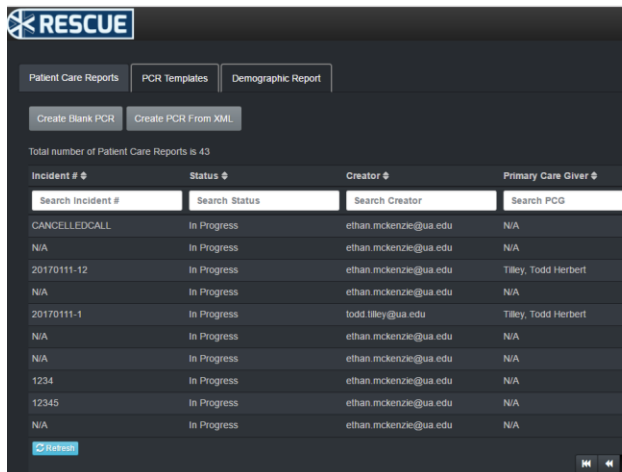 RESCUE
Patient Care Reports PCR Templates Demographic Report
Create Blank PCR Create PCR From XML
Total number of Patient Care Reports is 43
Incident # Status Creator Primary Care Giver
Search Incident # Search Status Search Creator Search PCG
CANCELLEDCALL In Progress ethan.mckenzie@ua.edu N/A
N/A In Progress ethan.mckenzie@ua.edu N/A
20170111-12 In Progress ethan.mckenzie@ua.edu Tilley, Todd Herbert
N/A In Progress ethan.mckenzie@ua.edu N/A
20170111-1 In Progress todd.tilley@ua.edu Tilley, Todd Herbert
N/A In Progress ethan.mckenzie@ua.edu N/A
N/A In Progress ethan.mckenzie@ua.edu N/A
1234 In Progress ethan.mckenzie@ua.edu N/A
12345 In Progress ethan.mckenzie@ua.edu N/A
N/A In Progress ethan.mckenzie@ua.edu N/A
Refresh